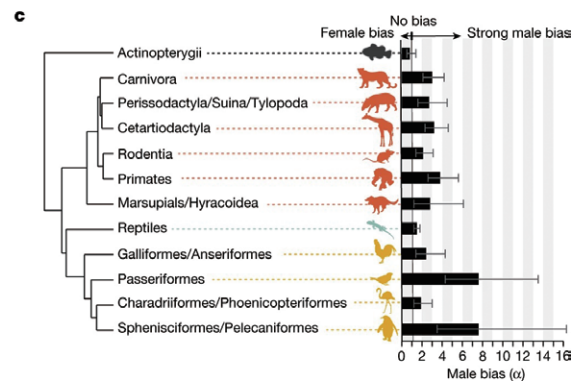 c
No bias
Female bias Strong male bias
Actinopterygii
Carnivora
Perissodactyla/Suina/Tylopoda
Cetartiodactyla
Rodentia
Primates
Marsupials/Hyracoidea
Reptiles
Galliformes/Anseriformes
Passeriformes
Charadriiformes/Phoenicopteriformes
Sphenisciformes/Pelecaniformes
0 2 4 6 8 10 12 14 16
Male bias (α)